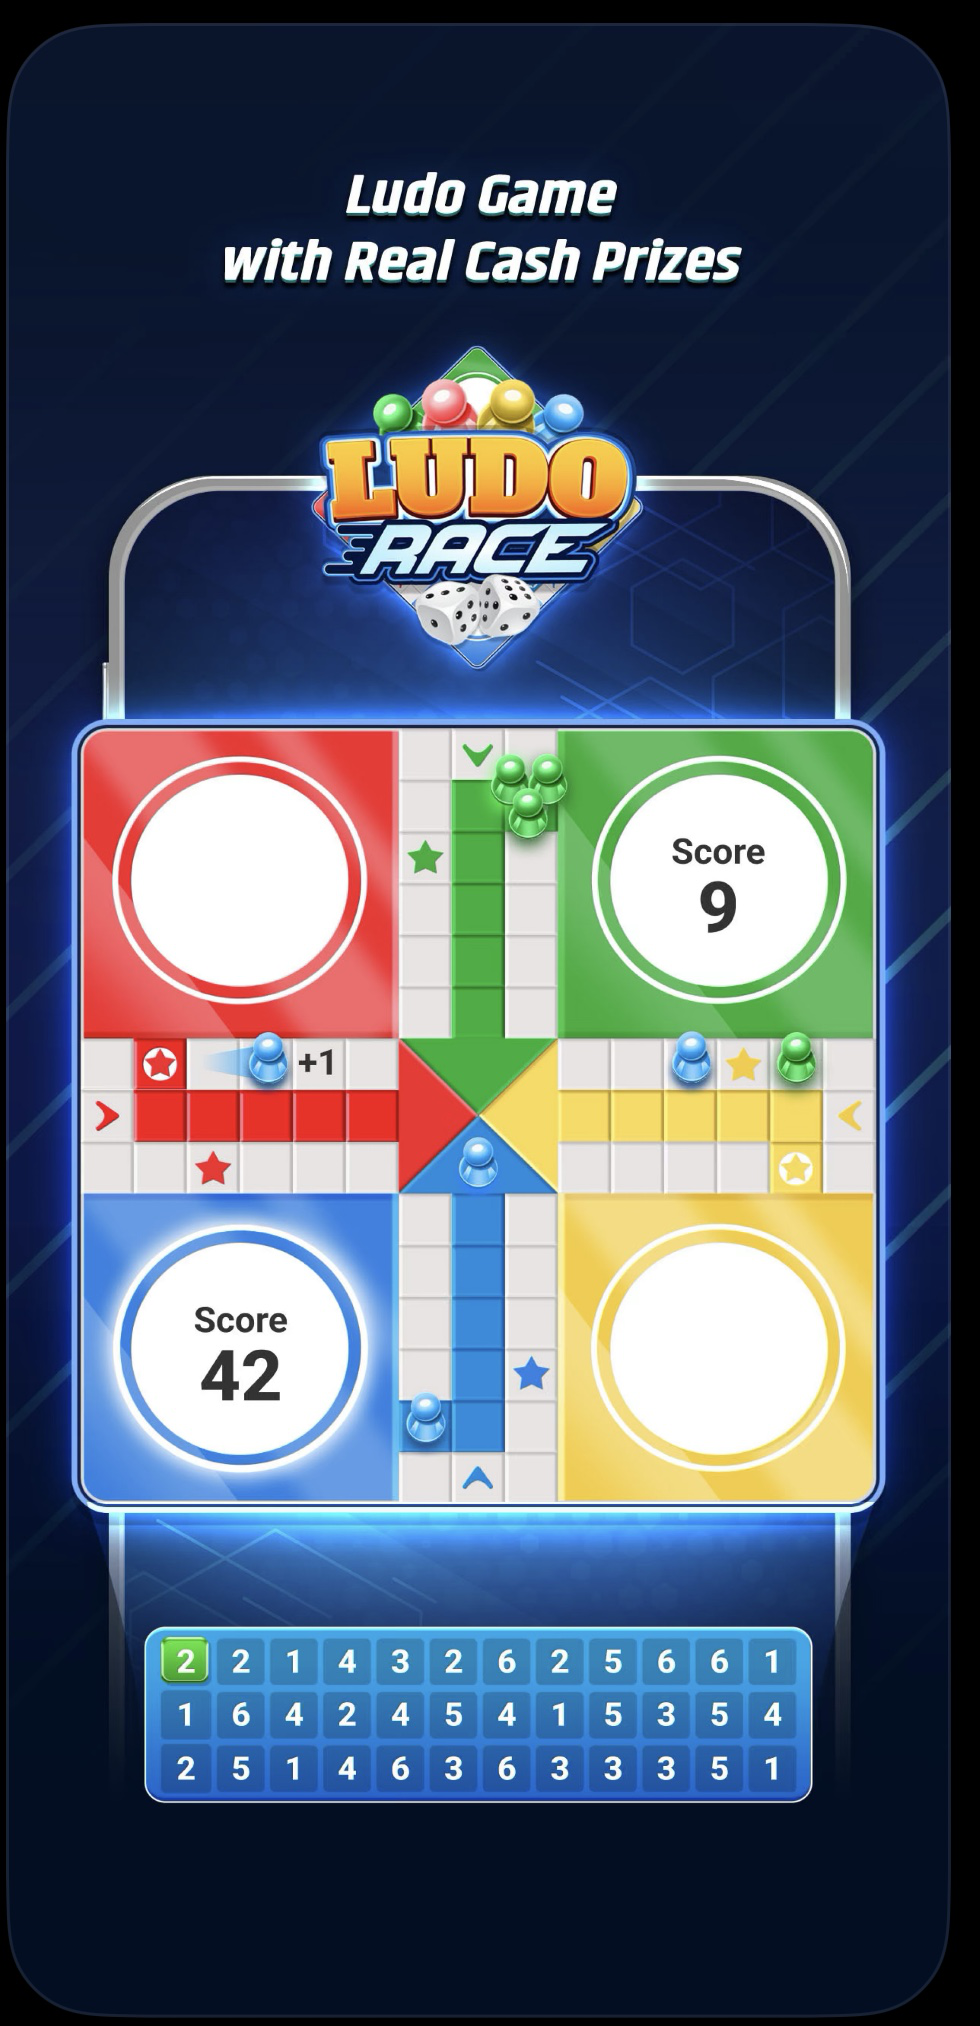 Ludo Game
with Real Cash Prizes
LUDO
RACE
Score
9
+1
Score
42
2 2 1 4 3 2 6 2 5 6 6 1
1 6 4 2 4 5 4 1 5 3 5 4
2 5 1 4 6 3 6 3 3 3 5 1